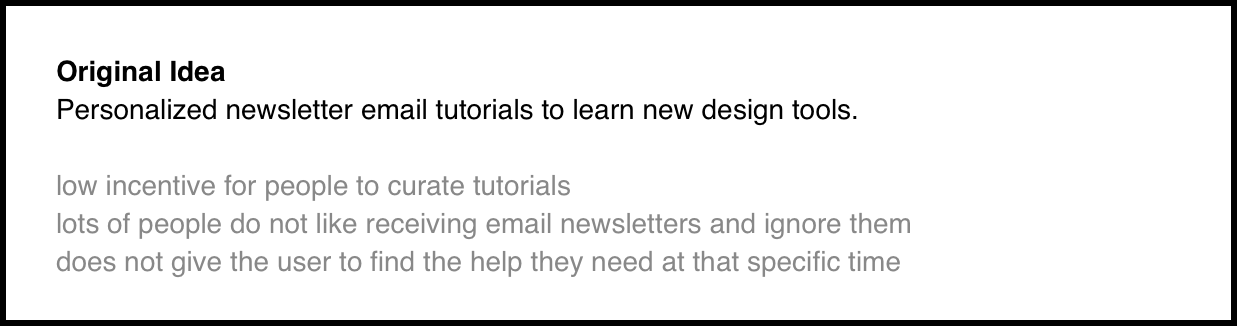 Original Idea
Personalized newsletter email tutorials to learn new design tools.
low incentive for people to curate tutorials
lots of people do not like receiving email newsletters and ignore them
does not give the user to find the help they need at that specific time